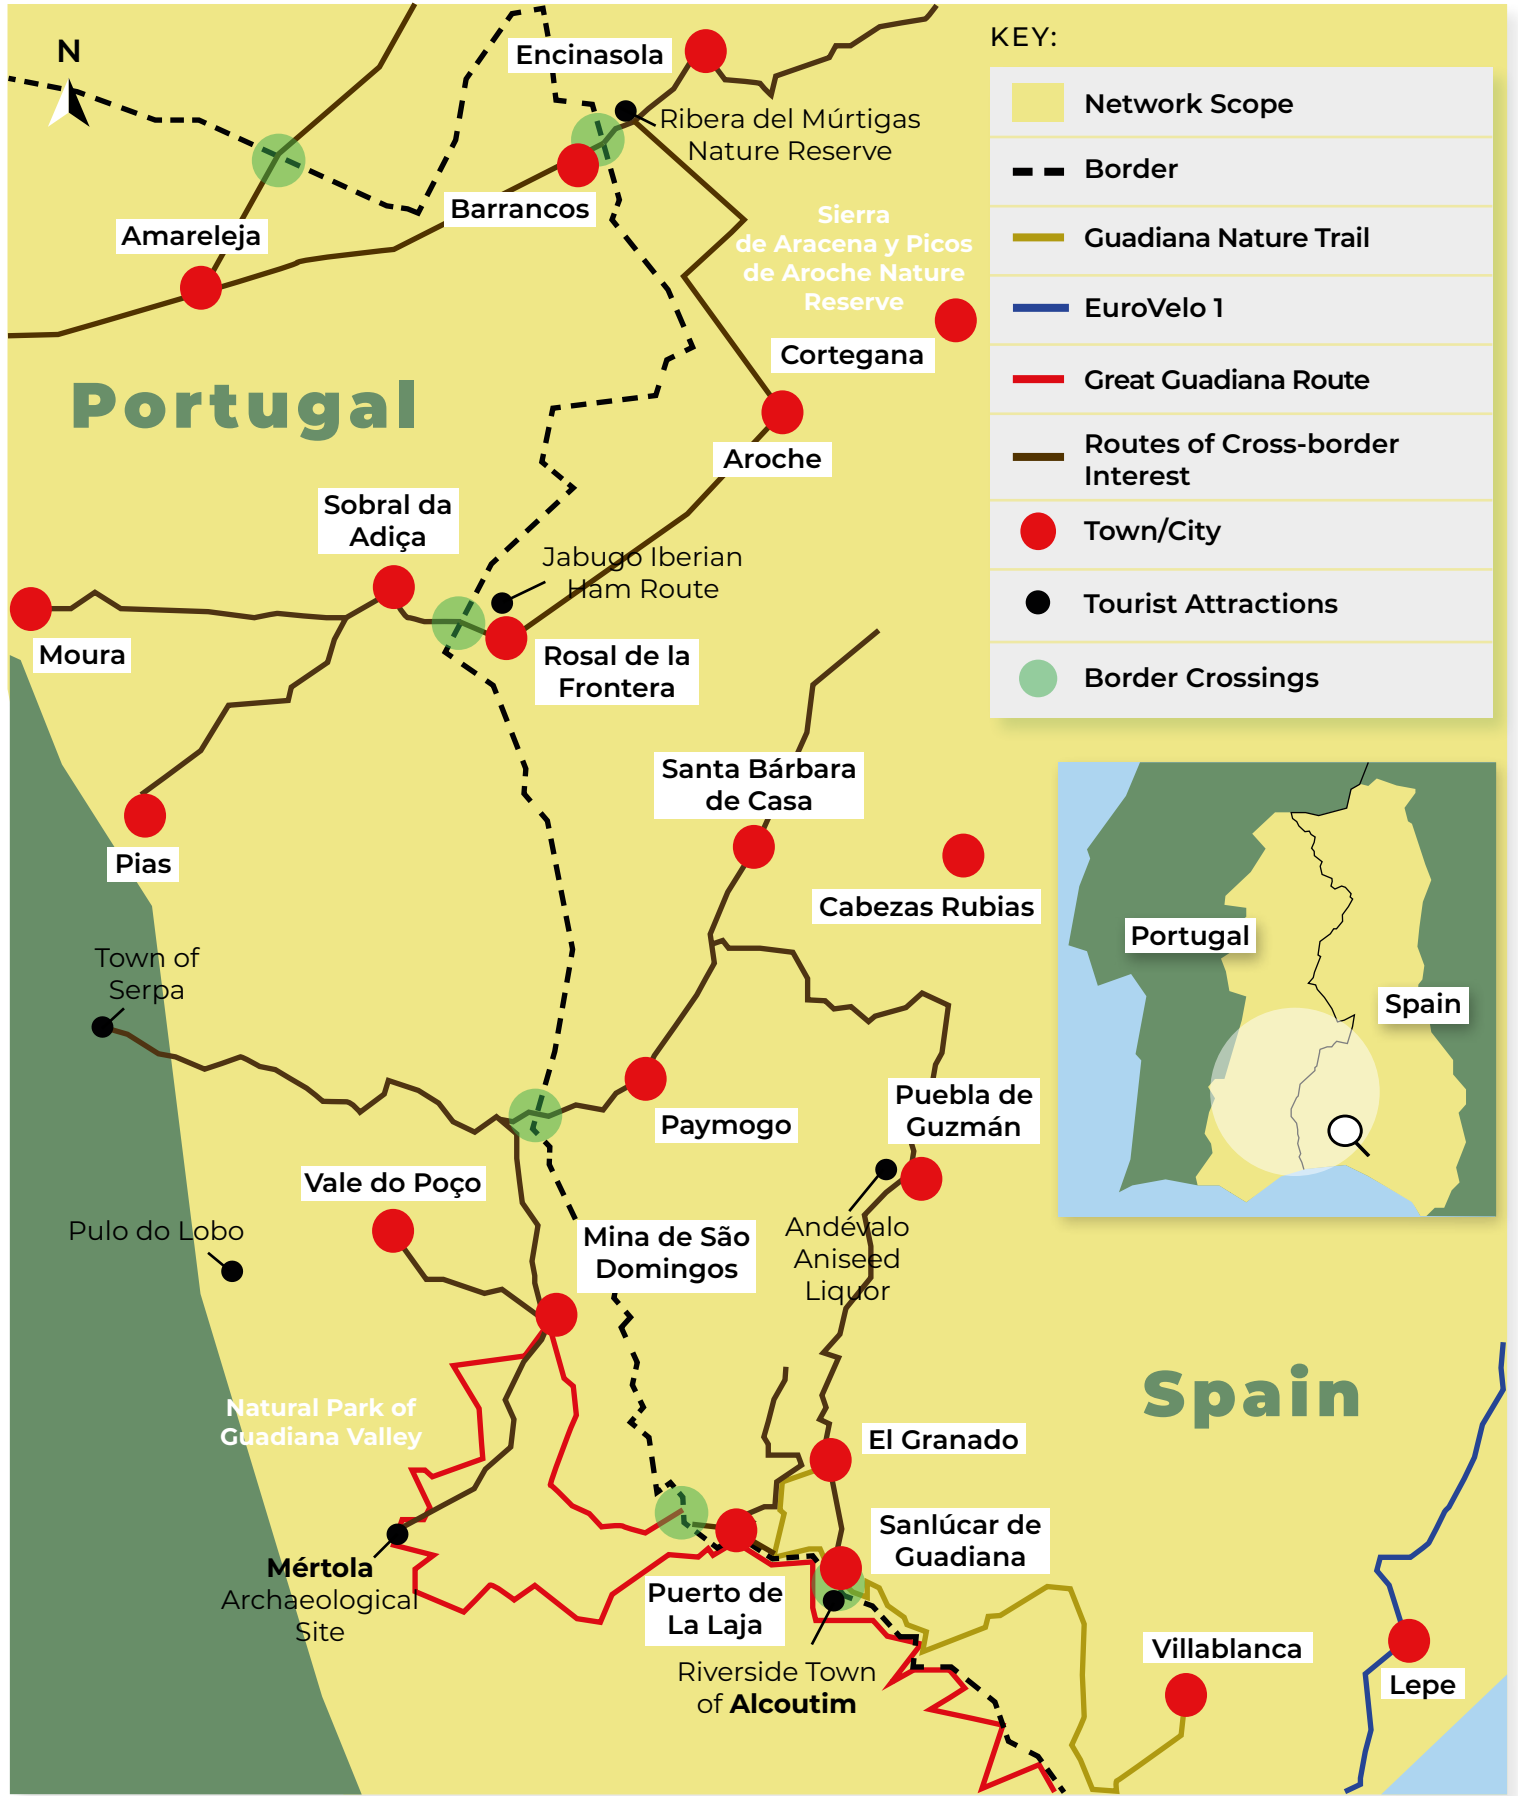 N
Encinasola
Ribera del Múrtigas
Nature Reserve
Barrancos
Amareleja
Sierra
de Aracena y Picos
de Aroche Nature
Reserve
Cortegana
Portugal
Aroche
Sobral da
Adiça
Jabugo Iberian
Ham Route
Moura
Rosal de la
Frontera
Santa Bárbara
de Casa
Pias
Cabezas Rubias
Town of
Serpa
Paymogo
Puebla de
Guzmán
Vale do Poço
Pulo do Lobo
Mina de São
Domingos
Andévalo
Aniseed
Liquor
Spain
Natural Park of
Guadiana Valley
El Granado
Sanlúcar de
Guadiana
Mértola
Archaeological
Site
Puerto de
La Laja
Riverside Town
of Alcoutim
Villablanca
Lepe
KEY:
Network Scope
Border
Guadiana Nature Trail
EuroVelo 1
Great Guadiana Route
Routes of Cross-border
Interest
Town/City
Tourist Attractions
Border Crossings
Portugal
Spain